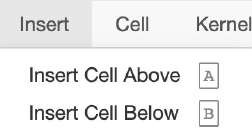 Insert Cell Kernel
Insert Cell Above A
Insert Cell Below B